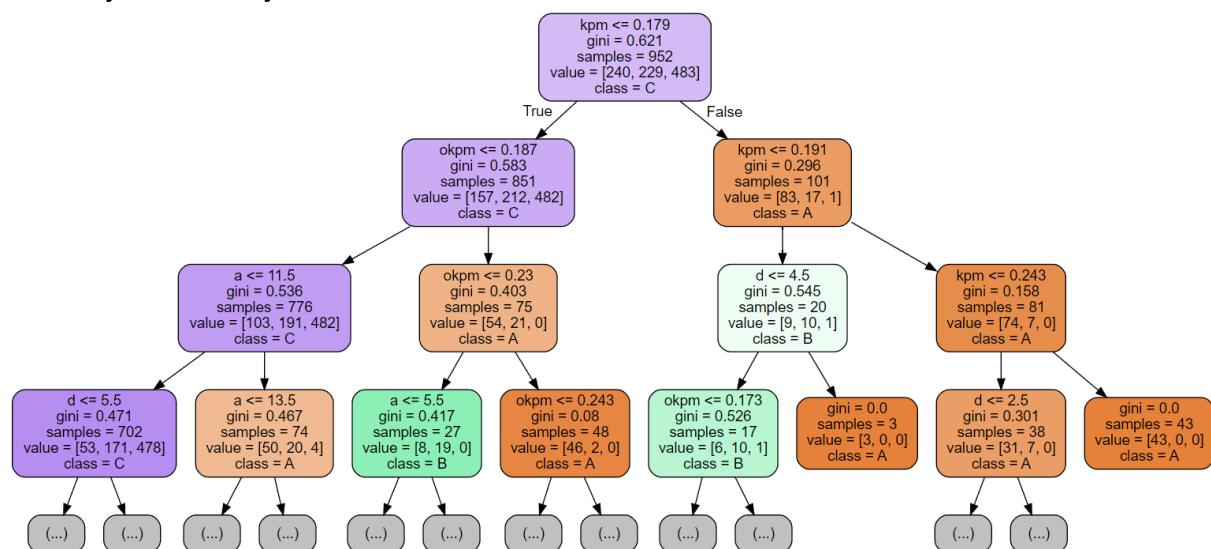 kpm <= 0.179
gini = 0.621
samples = 952
value = [240, 229, 483]
class = C
True
False
okpm <= 0.187
gini = 0.583
samples = 851
value = [157, 212, 482]
class = C
kpm <= 0.191
gini = 0.296
samples = 101
value = [83, 17, 1]
class = A
a <= 11.5
gini = 0.536
samples = 776
value = [103, 191, 482]
class = C
okpm <= 0.23
gini = 0.403
samples = 75
value = [54, 21, 0]
class = A
d <= 4.5
gini = 0.545
samples = 20
value = [9, 10, 1]
class = B
kpm <= 0.243
gini = 0.158
samples = 81
value = [74, 7, 0]
class = A
d <= 5.5
gini = 0.471
samples = 702
value = [53, 171, 478]
class = C
a <= 13.5
gini = 0.467
samples = 74
value = [50, 20, 4]
class = A
a <= 5.5
gini = 0.417
samples = 27
value = [8, 19, 0]
class = B
okpm <= 0.243
gini = 0.08
samples = 48
value = [46, 2, 0]
class = A
okpm <= 0.173
gini = 0.526
samples = 17
value = [6, 10, 1]
class = B
gini = 0.0
samples = 3
value = [3, 0, 0]
class = A
d <= 2.5
gini = 0.301
samples = 38
value = [31, 7, 0]
class = A
gini = 0.0
samples = 43
value = [43, 0, 0]
class = A
(...)
(...)
(...)
(...)
(...)
(...)
(...)
(...)
(...)
(...)
(...)
(...)